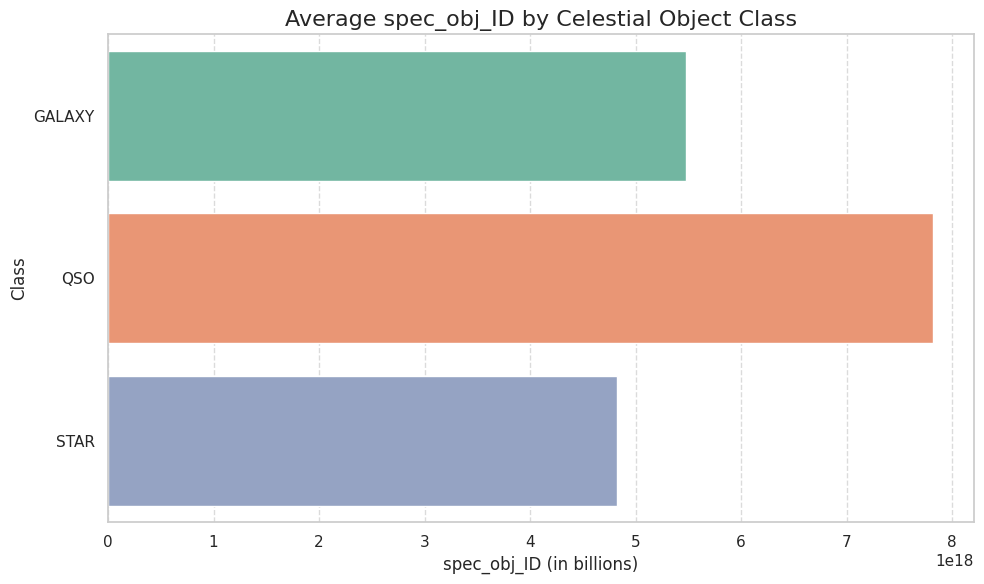 Average spec_obj_ID by Celestial Object Class
GALAXY
QSO
STAR
Class
0 1 2 3 4 5 6 7 8
1e18
spec_obj_ID (in billions)